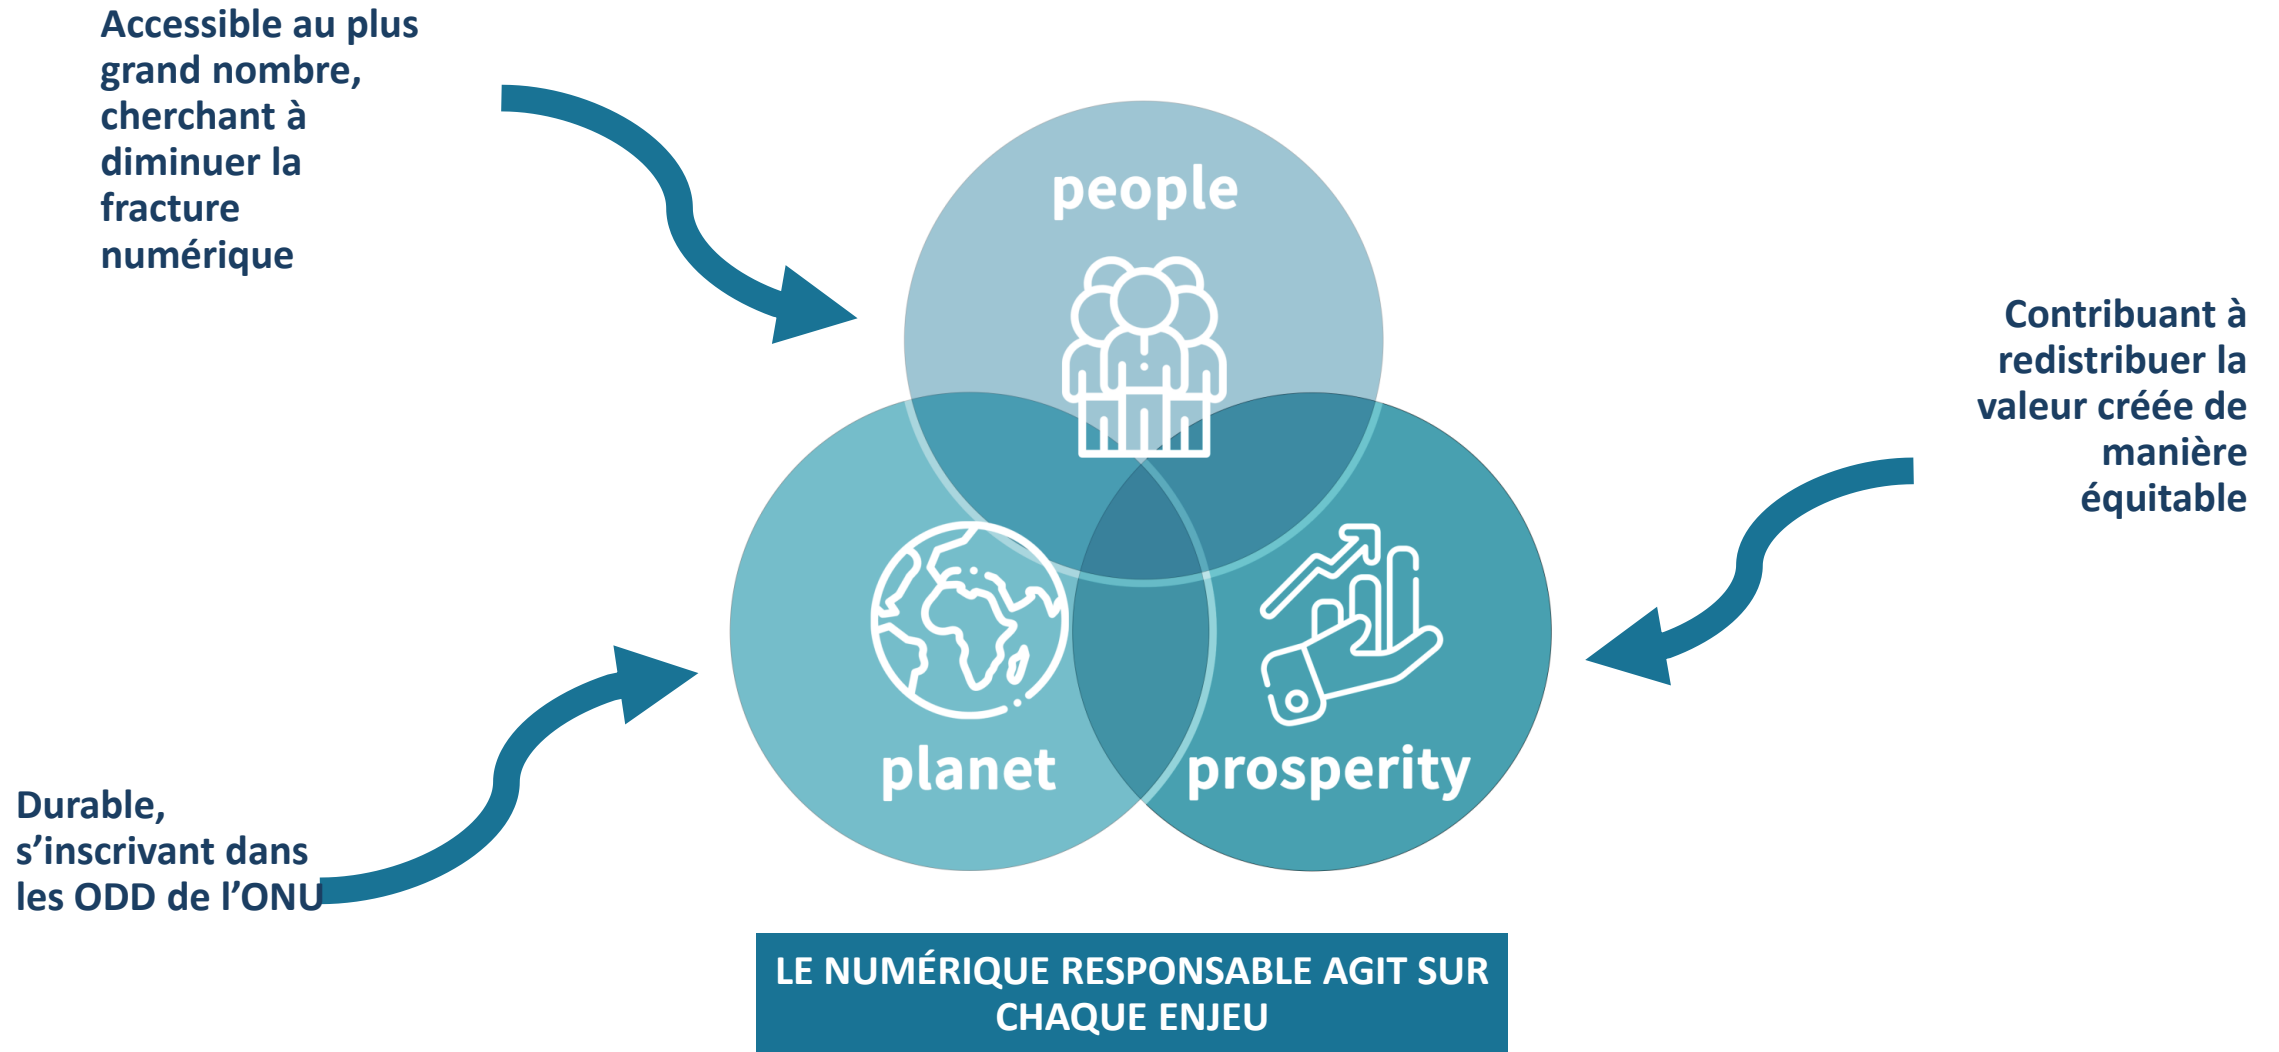 Accessible au plus
grand nombre,
cherchant à
diminuer la
fracture
numérique
people
Contribuant à
redistribuer la
valeur créée de
manière
équitable
planet
prosperity
Durable,
s’inscrivant dans
les ODD de l’ONU
LE NUMÉRIQUE RESPONSABLE AGIT SUR
CHAQUE ENJEU